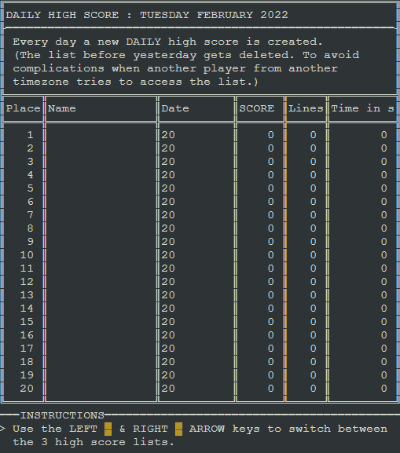 DAILY HIGH SCORE : TUESDAY FEBRUARY 2022
Every day a new DAILY high score is created.
(The list before yesterday gets deleted. To avoid
complications when another player from another
timezone tries to access the list.)
Place Name Date SCORE Lines Time in s
1 20 0 0 0
2 20 0 0 0
3 20 0 0 0
4 20 0 0 0
5 20 0 0 0
6 20 0 0 0
7 20 0 0 0
8 20 0 0 0
9 20 0 0 0
10 20 0 0 0
11 20 0 0 0
12 20 0 0 0
13 20 0 0 0
14 20 0 0 0
15 20 0 0 0
16 20 0 0 0
17 20 0 0 0
18 20 0 0 0
19 20 0 0 0
20 20 0 0 0
INSTRUCTIONS
> Use the LEFT & RIGHT ARROW keys to switch between
the 3 high score lists.